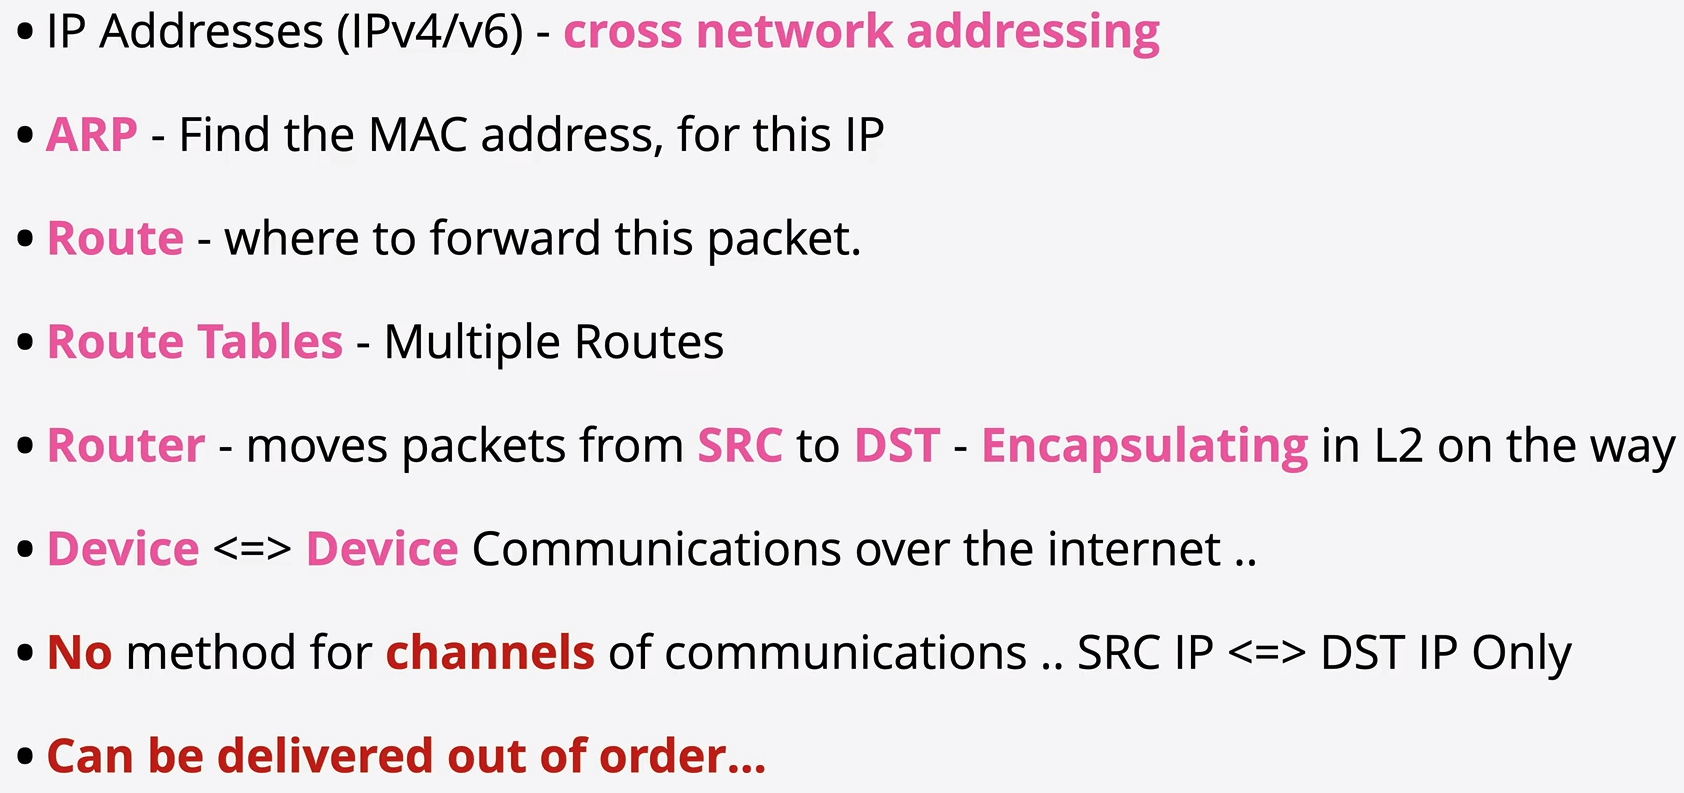 • IP Addresses (IPv4/v6) - cross network addressing
• ARP - Find the MAC address, for this IP
• Route - where to forward this packet.
• Route Tables - Multiple Routes
• Router - moves packets from SRC to DST - Encapsulating in L2 on the way
• Device <=> Device Communications over the internet ..
• No method for channels of communications .. SRC IP <=> DST IP Only
• Can be delivered out of order...